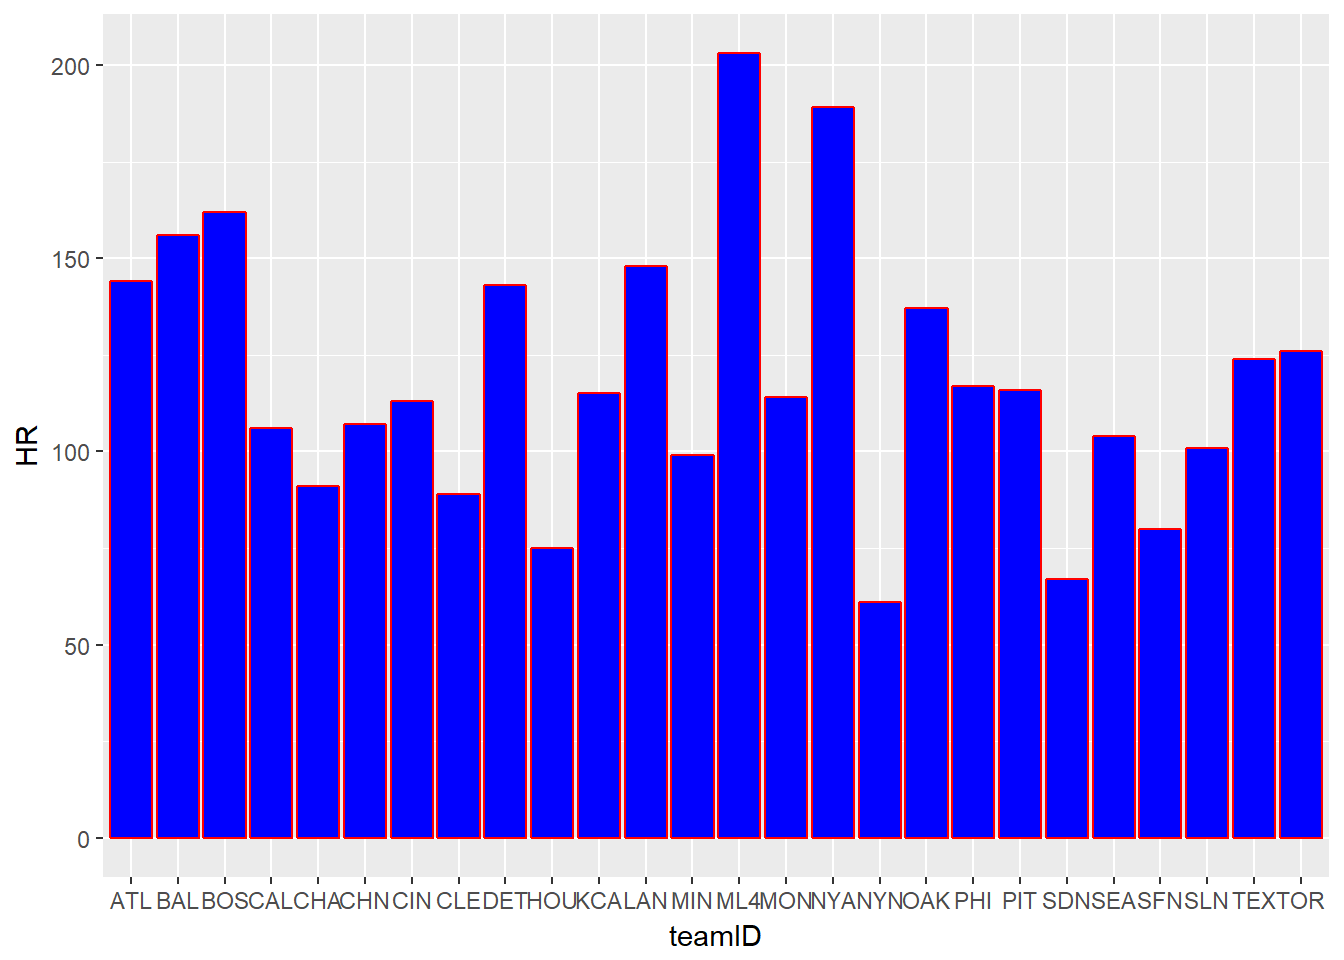 200
150
100
50
0
HR
ATL BAL BOS CAL CHA CHN CIN CLE DET HOU KCA LAN MIN ML4 MON NYA NYN OAK PHI PIT SDN SEA SFN SLN TEX TOR
teamID